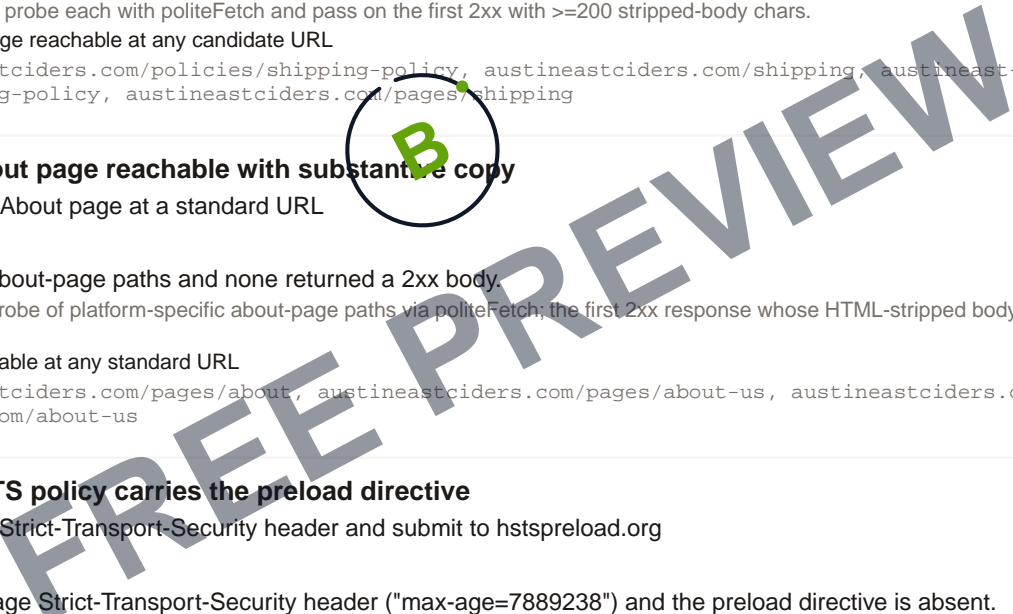 probe each with politeFetch and pass on the first 2xx with >=200 stripped-body chars.
ge reachable at any candidate URL
tciders.com/policies/shipping-policy, austineastciders.com/shipping, austineast-
g-policy, austineastciders.com/pages/shipping
B
out page reachable with substantive copy
About page at a standard URL
bout-page paths and none returned a 2xx body.
robe of platform-specific about-page paths via politeFetch; the first 2xx response whose HTML-stripped body
able at any standard URL
tciders.com/pages/about, austineastciders.com/pages/about-us, austineastciders.c
om/about-us
TS policy carries the preload directive
Strict-Transport-Security header and submit to hstspreload.org
age Strict-Transport-Security header ("max-age=7889238") and the preload directive is absent.
FREE PREVIEW